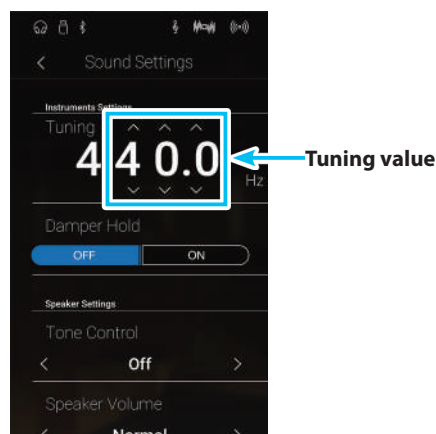 Sound Settings
Instruments Settings
Tuning
440.0
Hz
Tuning value
Damper Hold
OFF ON
Speaker Settings
Tone Control
Off
Speaker Volume
Normal